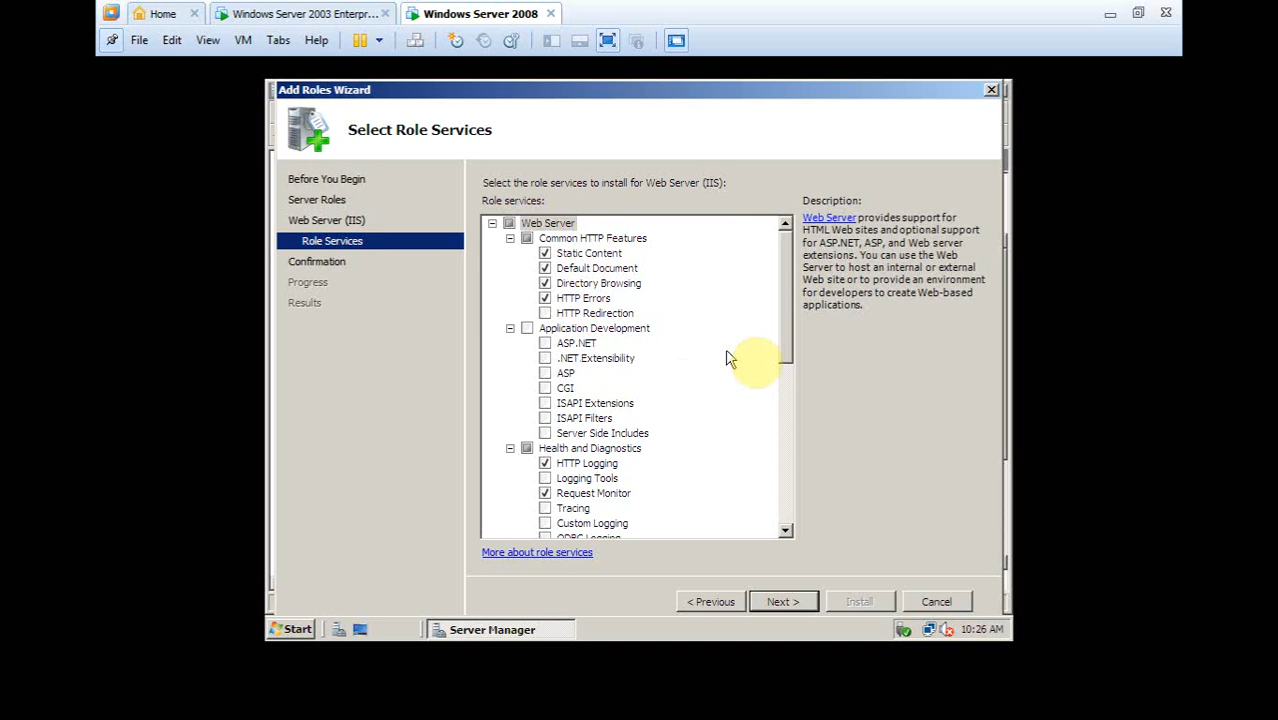 Home
Windows Server 2003 Enterpr...
Windows Server 2008
File Edit View VM Tabs Help
Add Roles Wizard
Select Role Services
Before You Begin
Server Roles
Web Server (IIS)
Role Services
Confirmation
Progress
Results
Select the role services to install for Web Server (IIS):
Role services:
Web Server
Common HTTP Features
Static Content
Default Document
Directory Browsing
HTTP Errors
HTTP Redirection
Application Development
ASP.NET
.NET Extensibility
ASP
CGI
ISAPI Extensions
ISAPI Filters
Server Side Includes
Health and Diagnostics
HTTP Logging
Logging Tools
Request Monitor
Tracing
Custom Logging
ODBC Logging
More about role services
Description:
Web Server provides support for
HTML Web sites and optional support
for ASP.NET, ASP, and Web server
extensions. You can use the Web
Server to host an internal or external
Web site or to provide an environment
for developers to create Web-based
applications.
< Previous
Next >
Install
Cancel
Start
Server Manager
10:26 AM